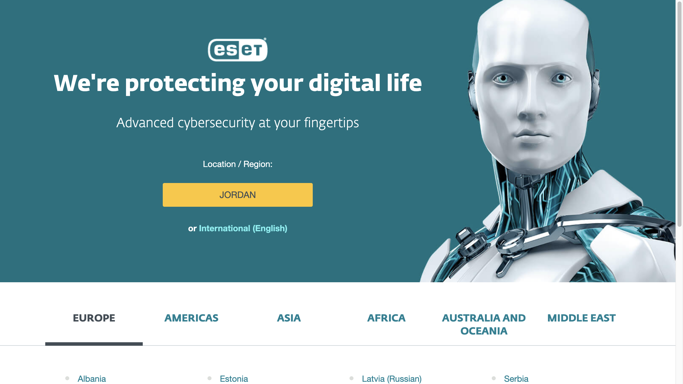 eseT
We're protecting your digital life
Advanced cybersecurity at your fingertips
Location / Region:
JORDAN
or International (English)
EUROPE
AMERICAS
ASIA
AFRICA
AUSTRALIA AND
OCEANIA
MIDDLE EAST
Albania
Estonia
Latvia (Russian)
Serbia